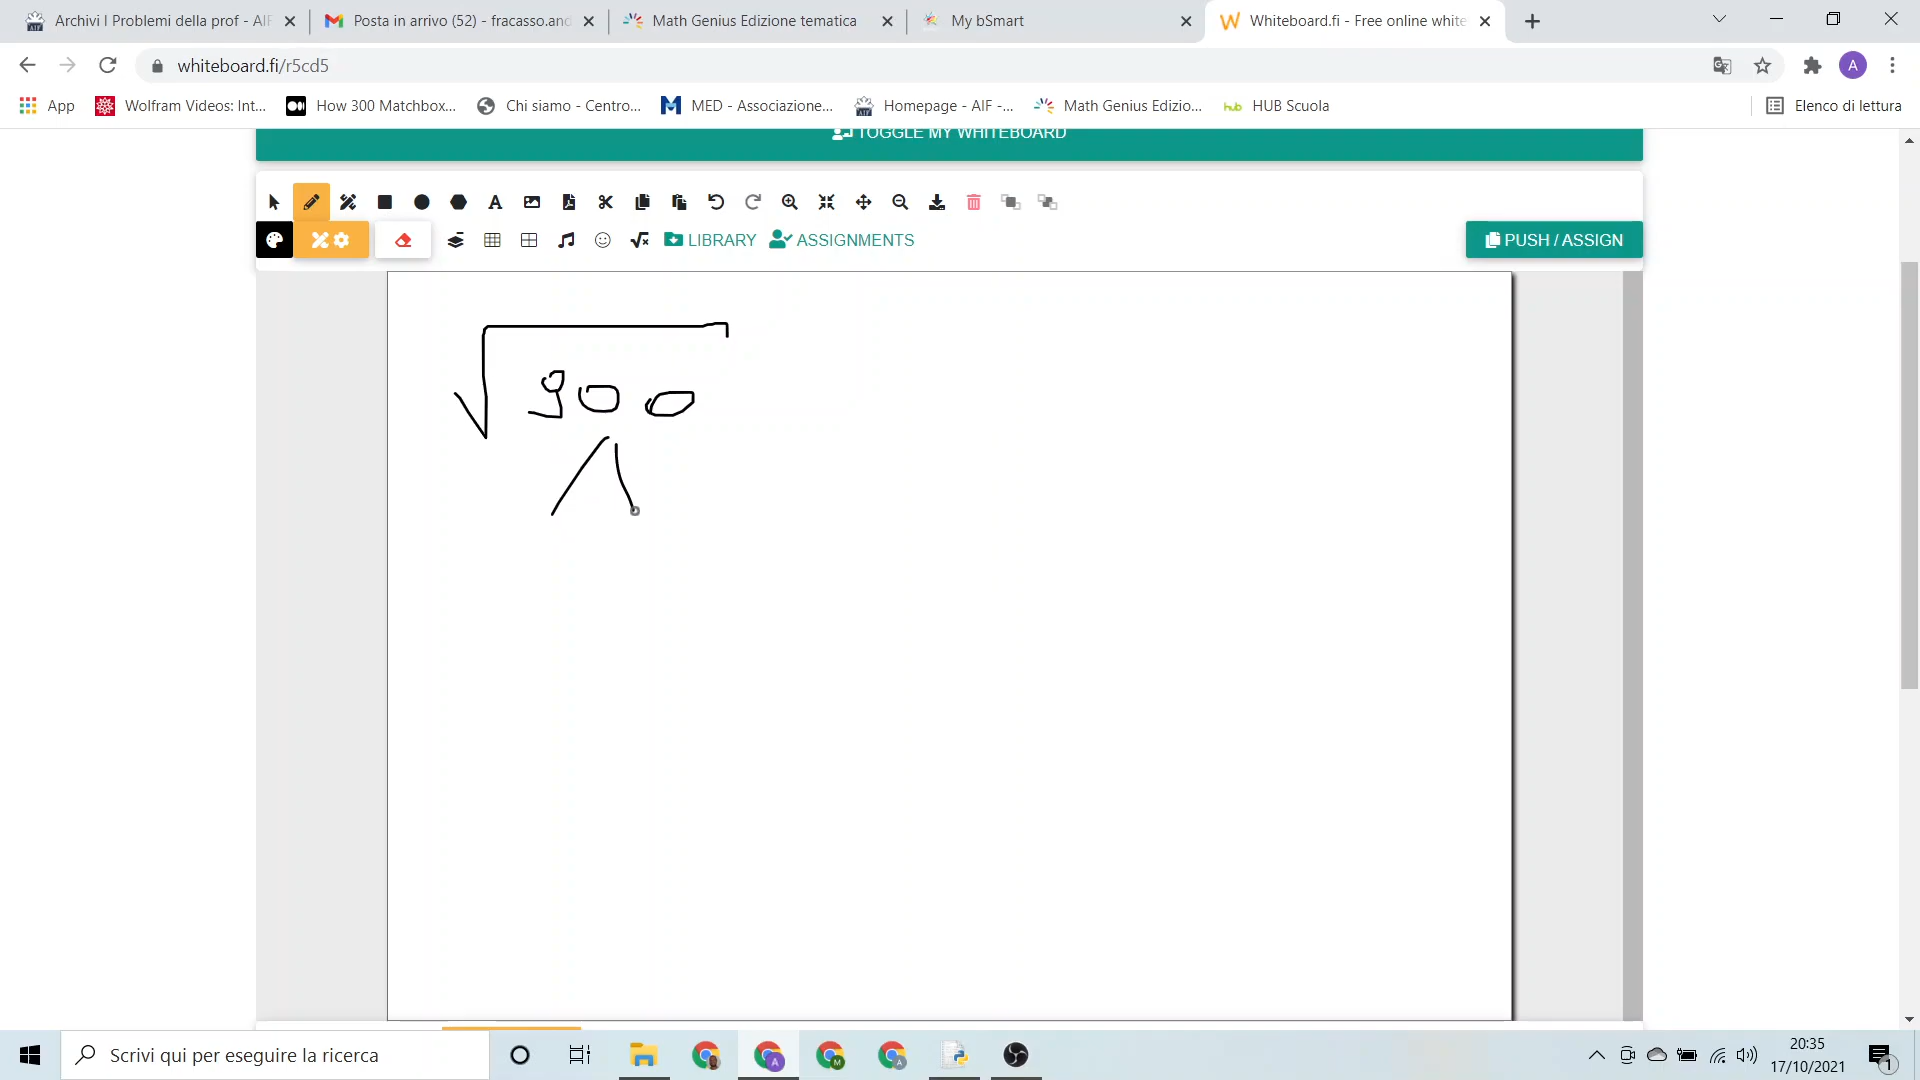 Archivi I Problemi della prof - AIF
Posta in arrivo (52) - fracasso.and
Math Genius Edizione tematica
My bSmart
Whiteboard.fi - Free online white
whiteboard.fi/r5cd5
A
App
Wolfram Videos: Int...
How 300 Matchbox...
Chi siamo - Centro...
MED - Associazione...
Homepage - AIF -...
Math Genius Edizio...
HUB Scuola
Elenco di lettura
TOGGLE MY WHITEBOARD
LIBRARY
ASSIGNMENTS
PUSH / ASSIGN
√900
Scrivi qui per eseguire la ricerca
20:35
17/10/2021
1